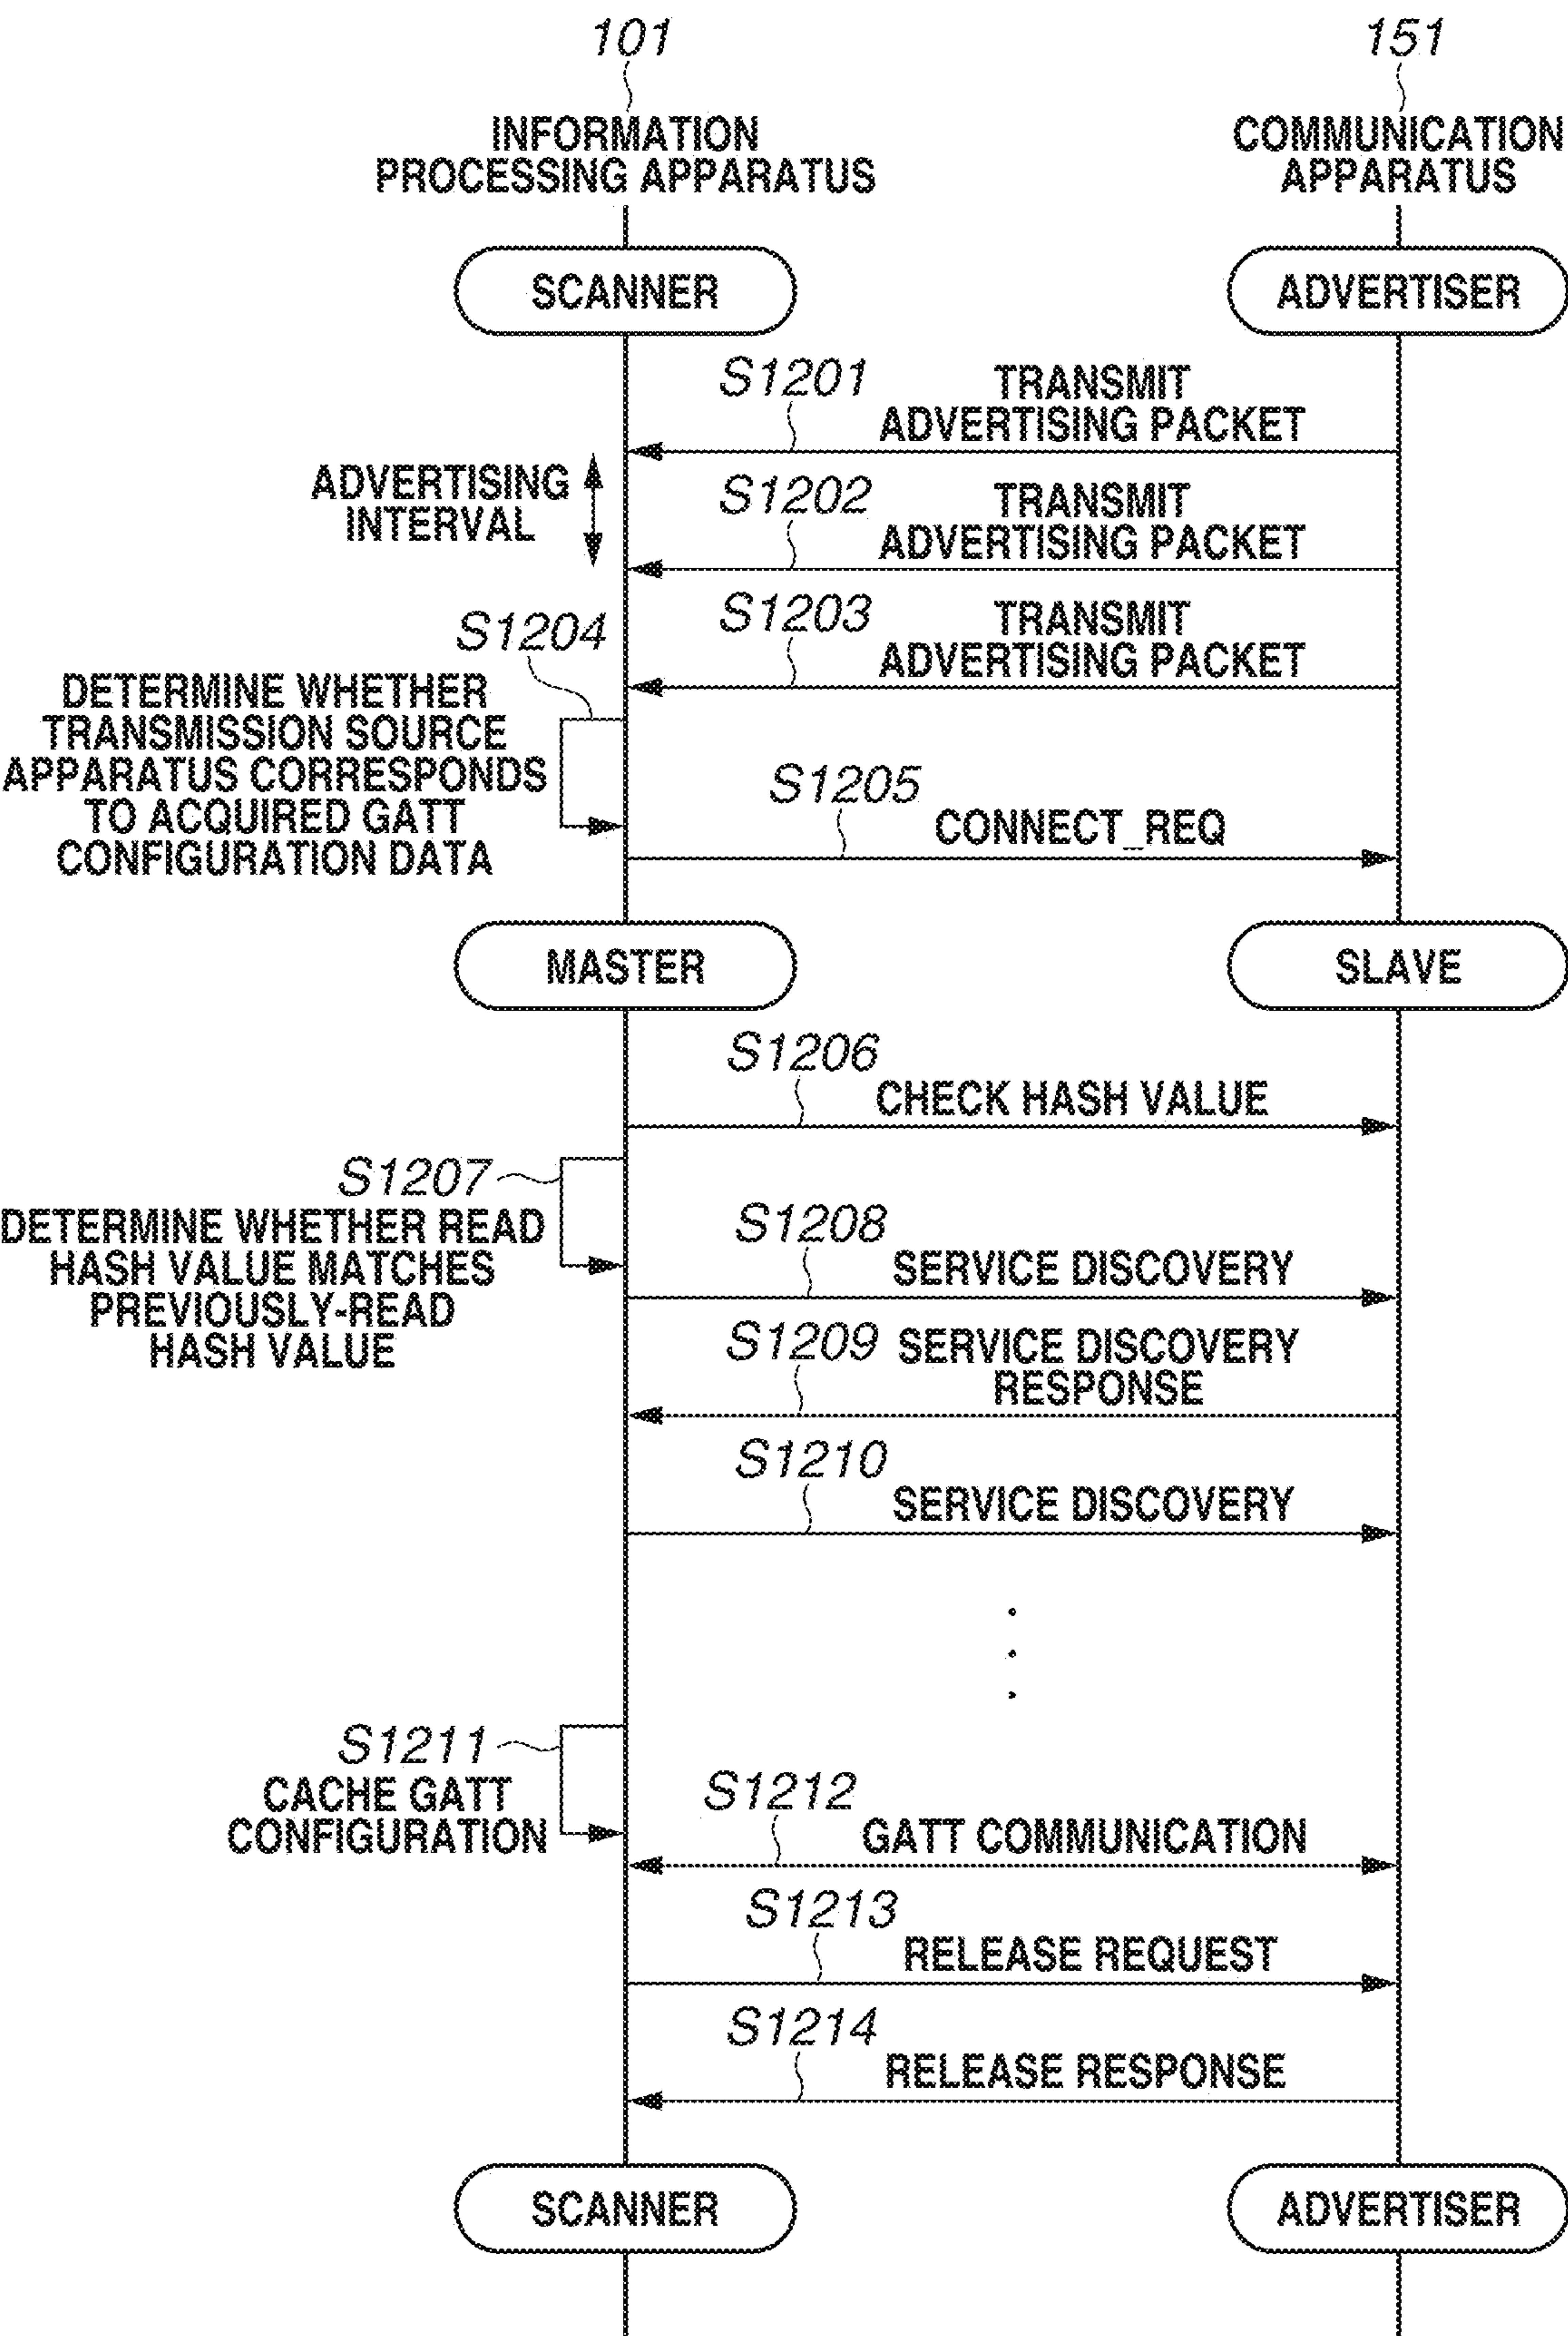 101
151
INFORMATION
PROCESSING APPARATUS
COMMUNICATION
APPARATUS
SCANNER
ADVERTISER
S1201
TRANSMIT
ADVERTISING PACKET
ADVERTISING
INTERVAL
S1202
TRANSMIT
ADVERTISING PACKET
S1203
TRANSMIT
ADVERTISING PACKET
S1204
DETERMINE WHETHER
TRANSMISSION SOURCE
APPARATUS CORRESPONDS
TO ACQUIRED GATT
CONFIGURATION DATA
S1205
CONNECT_REQ
MASTER
SLAVE
S1206
CHECK HASH VALUE
S1207
DETERMINE WHETHER READ
HASH VALUE MATCHES
PREVIOUSLY-READ
HASH VALUE
S1208
SERVICE DISCOVERY
S1209
SERVICE DISCOVERY
RESPONSE
S1210
SERVICE DISCOVERY
S1211
CACHE GATT
CONFIGURATION
S1212
GATT COMMUNICATION
S1213
RELEASE REQUEST
S1214
RELEASE RESPONSE
SCANNER
ADVERTISER